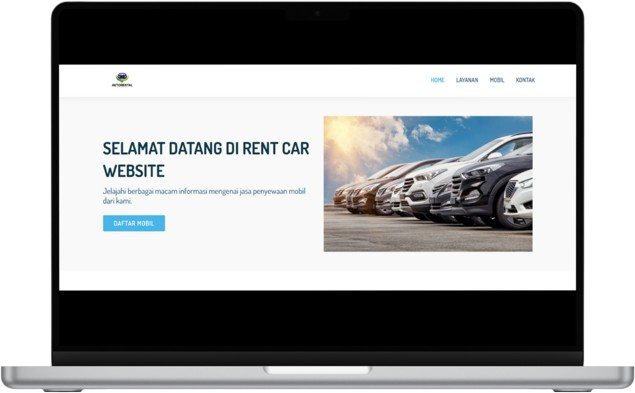 HOME LAYANAN MOBIL KONTAK
SELAMAT DATANG DI RENT CAR
WEBSITE
Jelajahi berbagai macam informasi mengenai jasa penyewaan mobil
dari kami.
DAFTAR MOBIL